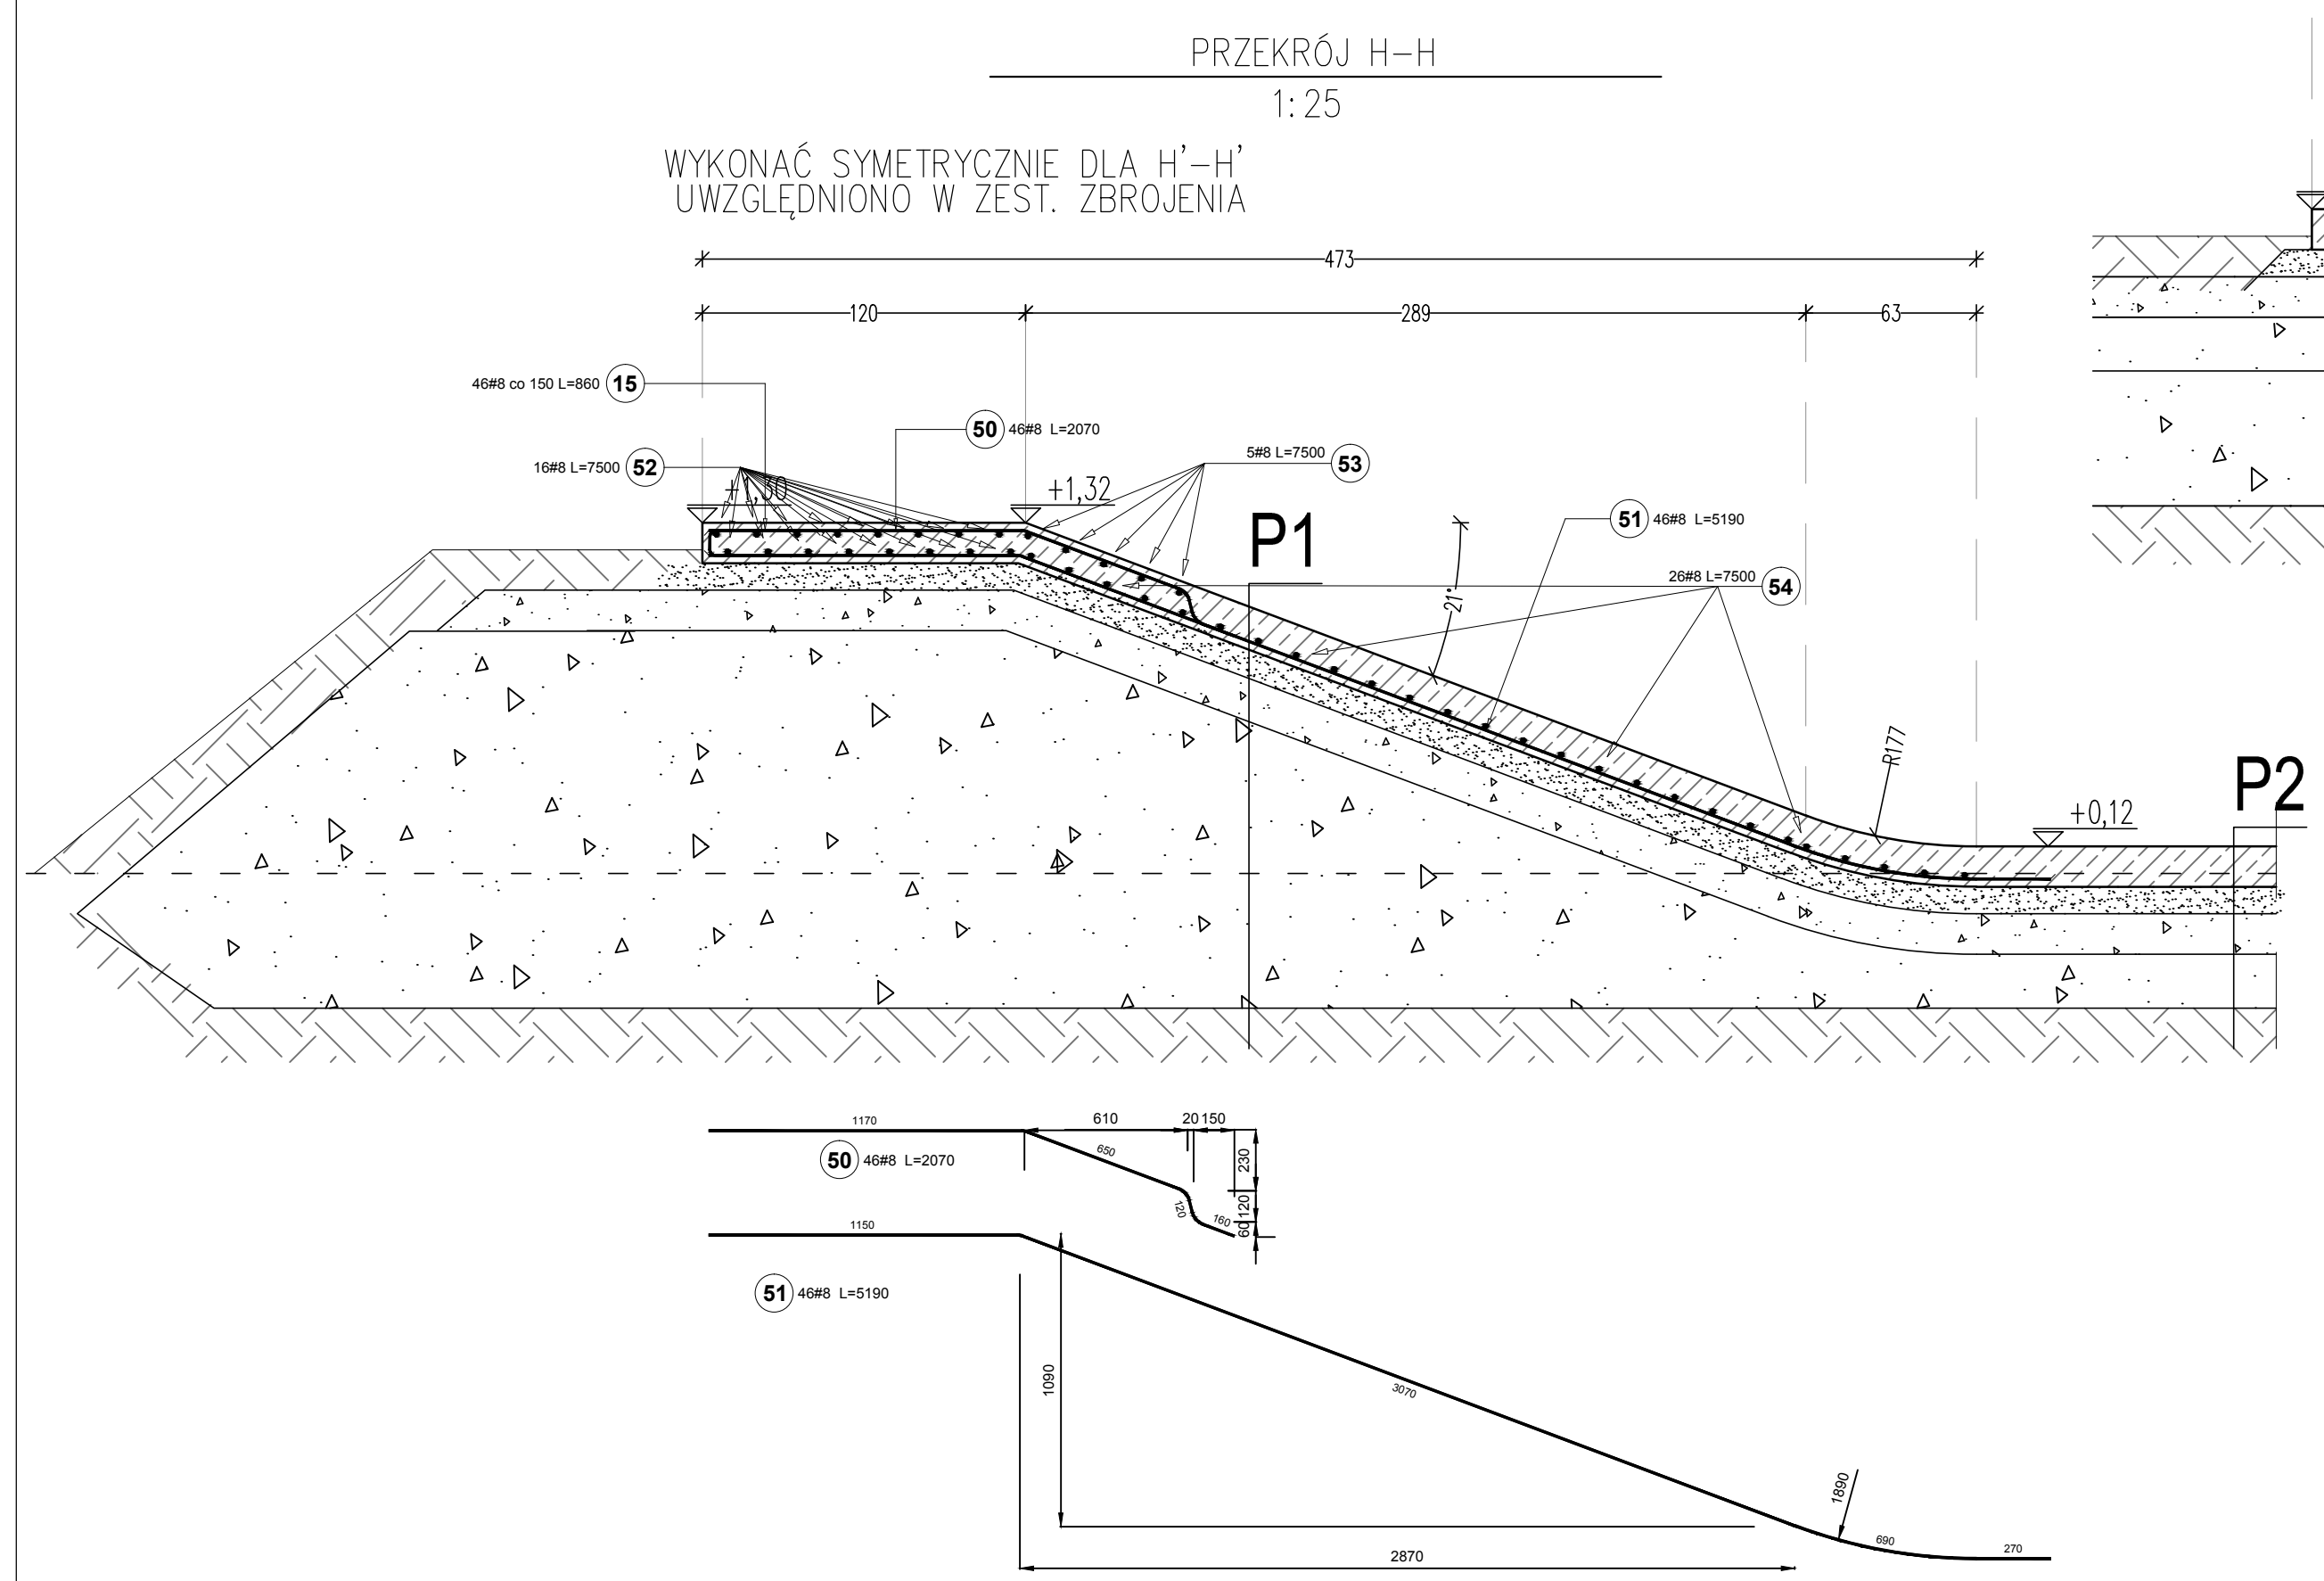 PRZEKRÓJ H-H
1:25
WYKONAĆ SYMETRYCZNIE DLA H'-H'
UWZGLĘDNIONO W ZEST. ZBROJENIA
473
120
289
63
46#8 co 150 L=860 15
50 46#8 L=2070
16#8 L=7500 52
5#8 L=7500 53
+1,32
P1
51 46#8 L=5190
26#8 L=7500 54
21°
R177
P2
+0,12
1170
610
20
150
650
230
50 46#8 L=2070
120
120
160
60
1150
51 46#8 L=5190
1090
3070
1890
690
270
2870